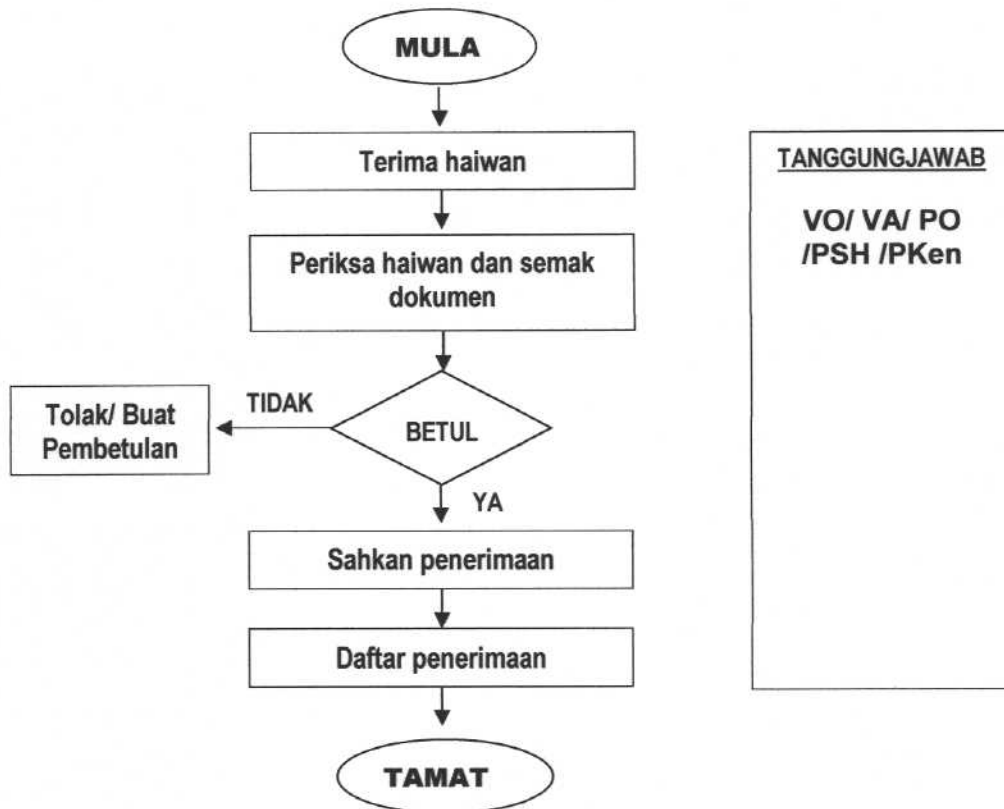 MULA
Terima haiwan
Periksa haiwan dan semak
dokumen
BETUL
TIDAK
Tolak/ Buat
Pembetulan
YA
Sahkan penerimaan
Daftar penerimaan
TAMAT
TANGGUNGJAWAB
VO/ VA/ PO
/PSH /PKen